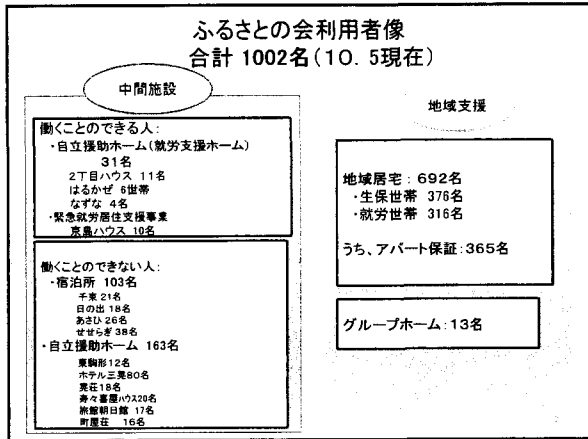 ふるさとの会利用者像
合計 1002名(10．5現在)
中間施設
働くことのできる人：
・自立援助ホーム(就労支援ホーム)
31名
2丁目ハウス 11名
はるかぜ 6世帯
なずな 4名
・緊急就労居住支援事業
京島ハウス 10名
働くことのできない人：
・宿泊所 103名
千束 21名
日の出 18名
あさひ 26名
せせらぎ 38名
・自立援助ホーム 163名
東駒形12名
ホテル三晃80名
晃荘18名
寿々喜屋ハウス20名
旅館朝日館 17名
町屋荘 16名
地域支援
地域居宅：692名
・生保世帯 376名
・就労世帯 316名
うち、アパート保証：365名
グループホーム：13名